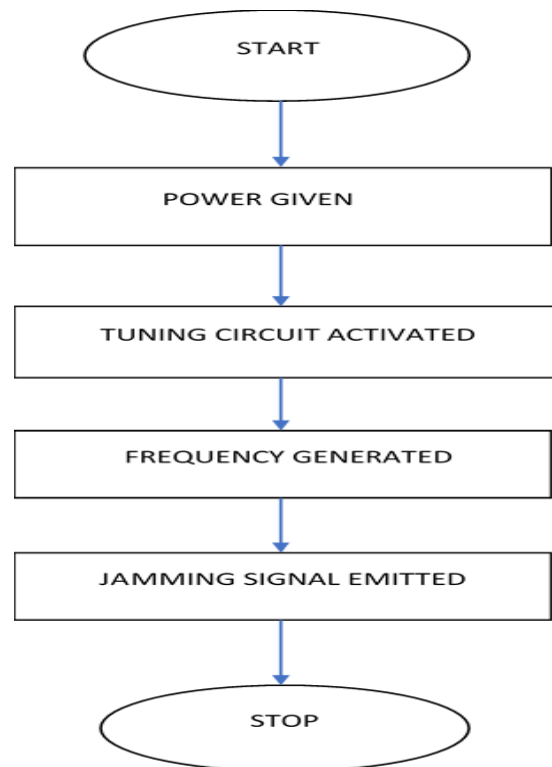 START
POWER GIVEN
TUNING CIRCUIT ACTIVATED
FREQUENCY GENERATED
JAMMING SIGNAL EMITTED
STOP